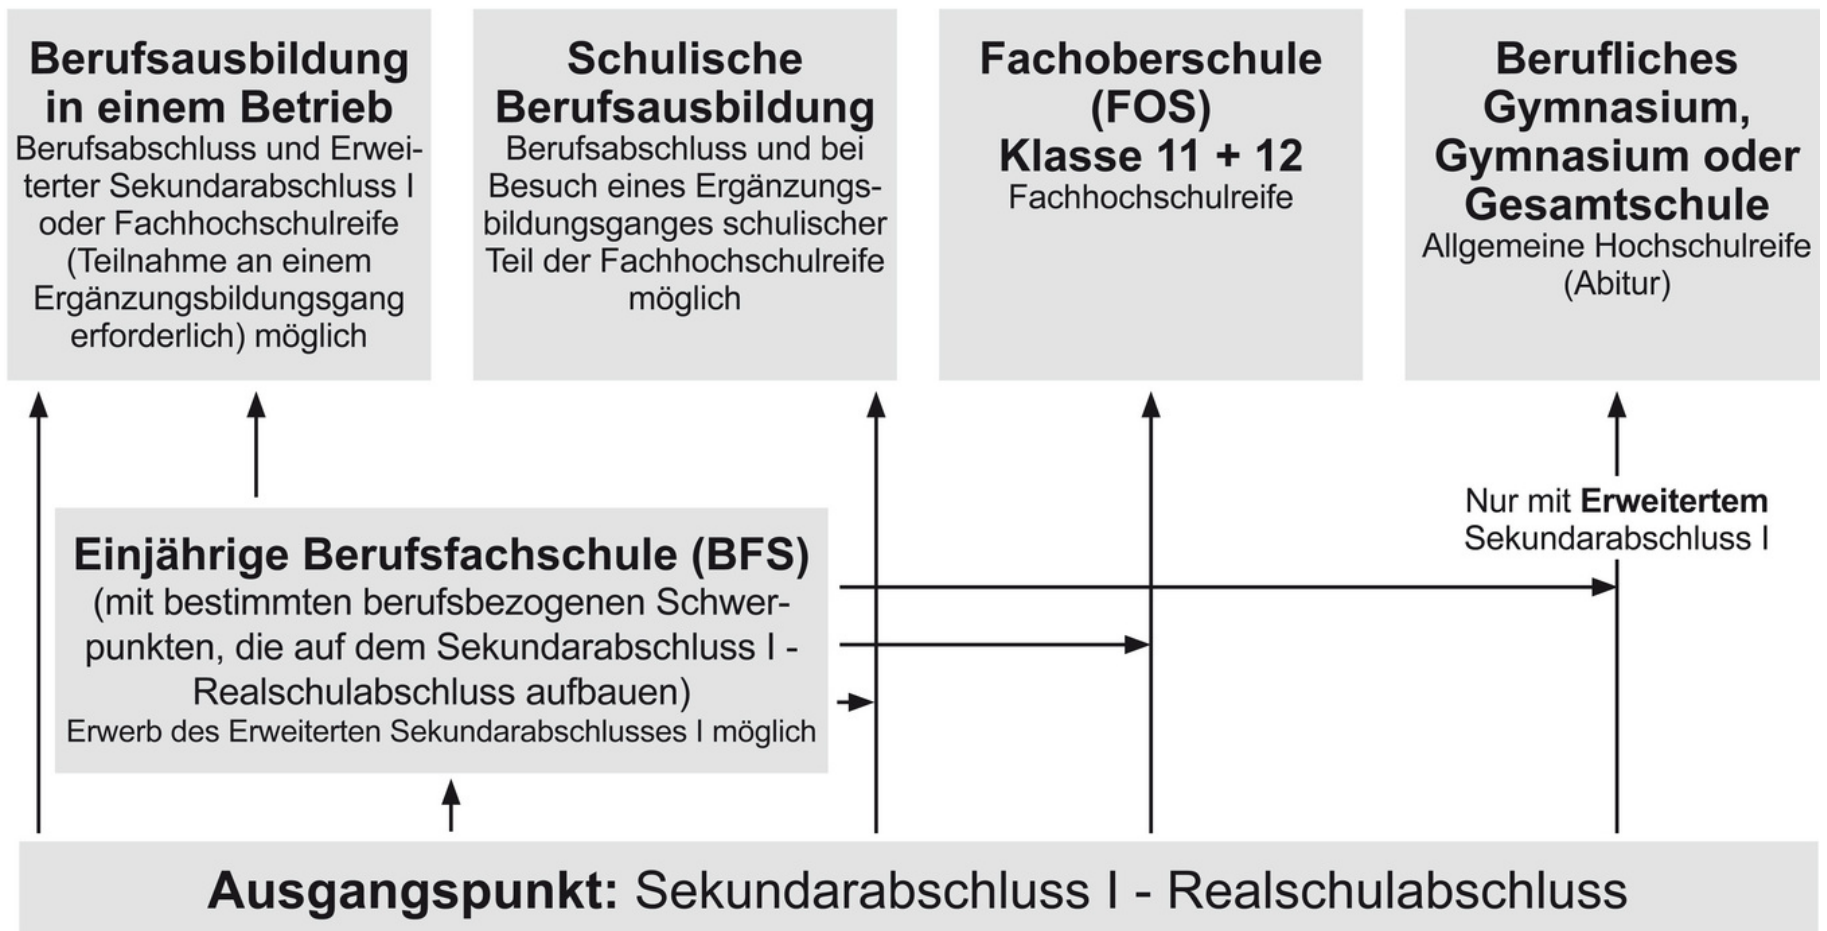 Berufsausbildung
in einem Betrieb
Berufsabschluss und Erwei-
terter Sekundarabschluss I
oder Fachhochschulreife
(Teilnahme an einem
Ergänzungsbildungsgang
erforderlich) möglich
Schulische
Berufsausbildung
Berufsabschluss und bei
Besuch eines Ergänzungs-
bildungsganges schulischer
Teil der Fachhochschulreife
möglich
Fachoberschule
(FOS)
Klasse 11 + 12
Fachhochschulreife
Berufliches
Gymnasium,
Gymnasium oder
Gesamtschule
Allgemeine Hochschulreife
(Abitur)
Nur mit Erweitertem
Sekundarabschluss I
Einjährige Berufsfachschule (BFS)
(mit bestimmten berufsbezogenen Schwer-
punkten, die auf dem Sekundarabschluss I -
Realschulabschluss aufbauen)
Erwerb des Erweiterten Sekundarabschlusses I möglich
Ausgangspunkt: Sekundarabschluss I - Realschulabschluss